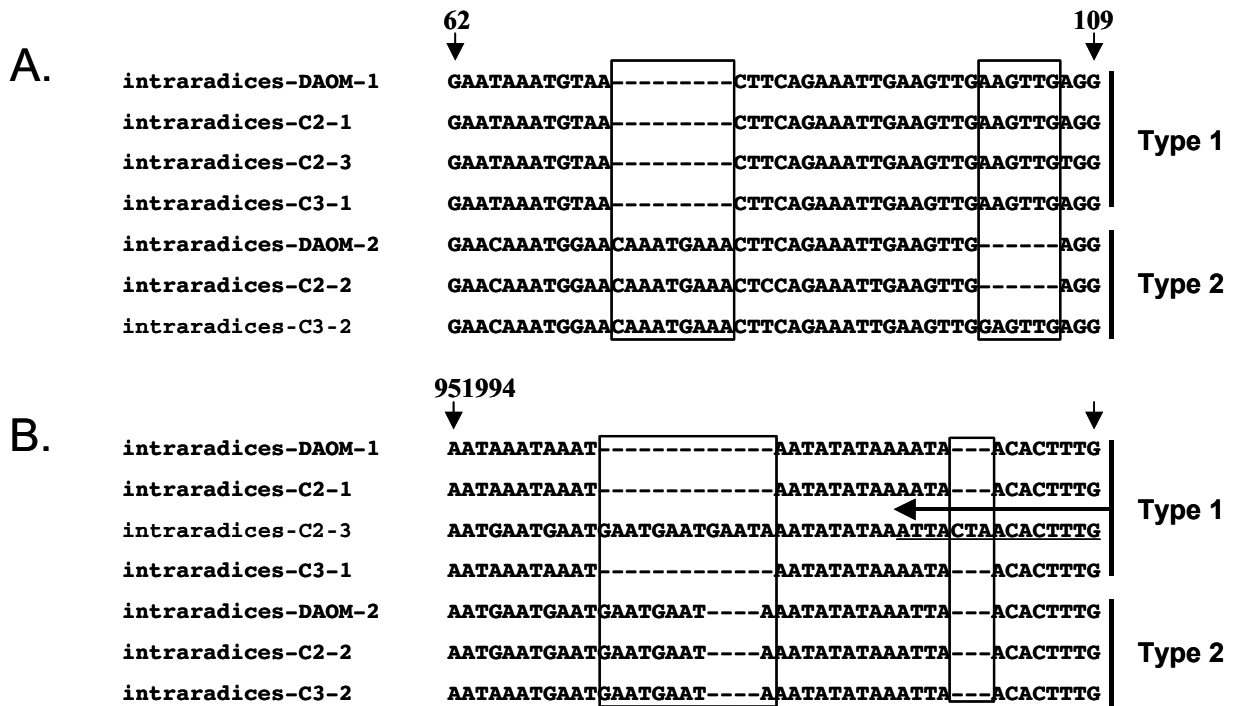 A.
62 109
intraradices-DAOM-1 GAATAAATGTAA---------CTTCAGAAATTGAAGTTGAAGTTGAGG
intraradices-C2-1 GAATAAATGTAA---------CTTCAGAAATTGAAGTTGAAGTTGAGG
intraradices-C2-3 GAATAAATGTAA---------CTTCAGAAATTGAAGTTGAAGTTGTGG
intraradices-C3-1 GAATAAATGTAA---------CTTCAGAAATTGAAGTTGAAGTTGAGG
Type 1
intraradices-DAOM-2 GAACAAATGGAACAAATGAAACTTCAGAAATTGAAGTTG------AGG
intraradices-C2-2 GAACAAATGGAACAAATGAAACTCCAGAAATTGAAGTTG------AGG
intraradices-C3-2 GAACAAATGGAACAAATGAAACTTCAGAAATTGAAGTTGGAGTTGAGG
Type 2
B.
951994
intraradices-DAOM-1 AATAAATAAAT-------------AATATATAAAATA---ACACTTTG
intraradices-C2-1 AATAAATAAAT-------------AATATATAAAATA---ACACTTTG
intraradices-C2-3 AATGAATGAATGAATGAATGAATAAATATATAAATTACTAACACTTTG
intraradices-C3-1 AATAAATAAAT-------------AATATATAAAATA---ACACTTTG
Type 1
intraradices-DAOM-2 AATGAATGAATGAATGAAT----AAATATATAAATTA---ACACTTTG
intraradices-C2-2 AATGAATGAATGAATGAAT----AAATATATAAATTA---ACACTTTG
intraradices-C3-2 AATAAATGAATGAATGAAT----AAATATATAAATTA---ACACTTTG
Type 2